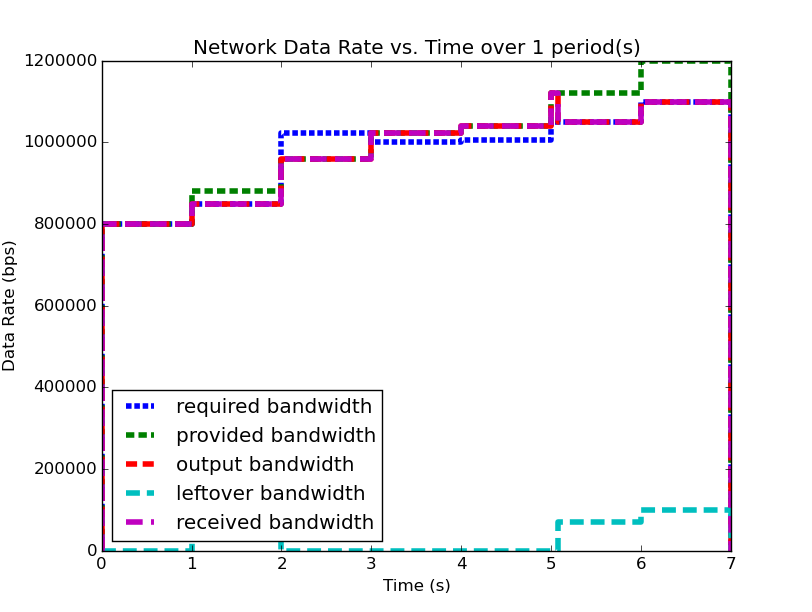 Network Data Rate vs. Time over 1 period(s)
1200000
1000000
800000
600000
400000
200000
0
Data Rate (bps)
required bandwidth
provided bandwidth
output bandwidth
leftover bandwidth
received bandwidth
0 1 2 3 4 5 6 7
Time (s)